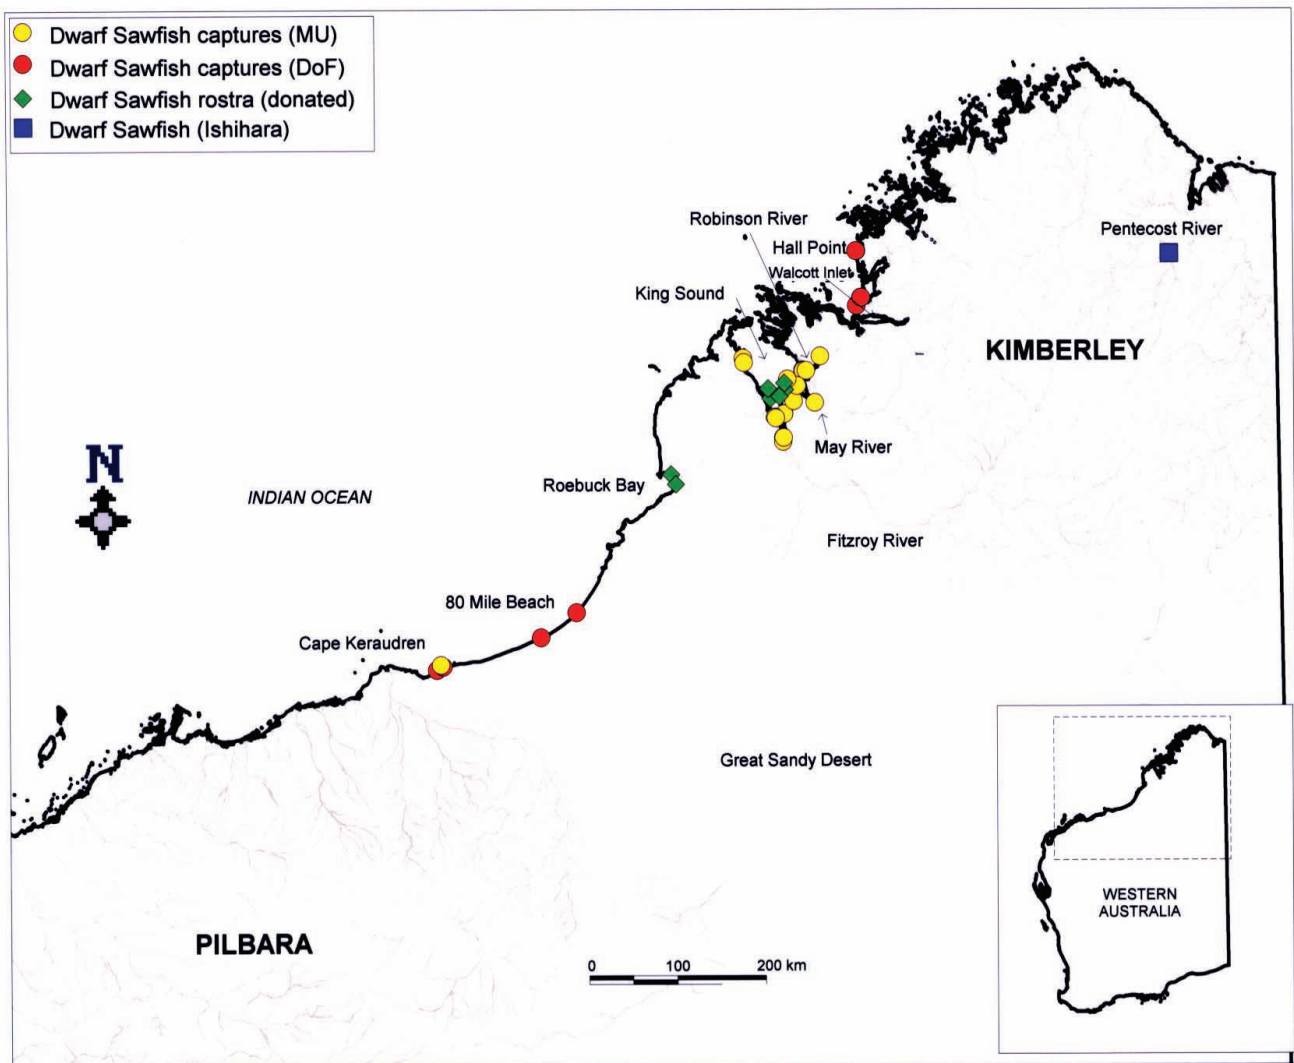 Dwarf Sawfish captures (MU)
Dwarf Sawfish captures (DoF)
Dwarf Sawfish rostra (donated)
Dwarf Sawfish (Ishihara)
Robinson River
Pentecost River
Hall Point
Walcott Inlet
King Sound
KIMBERLEY
May River
N
Roebuck Bay
INDIAN OCEAN
Fitzroy River
80 Mile Beach
Cape Keraudren
Great Sandy Desert
WESTERN
AUSTRALIA
PILBARA
0 100 200 km